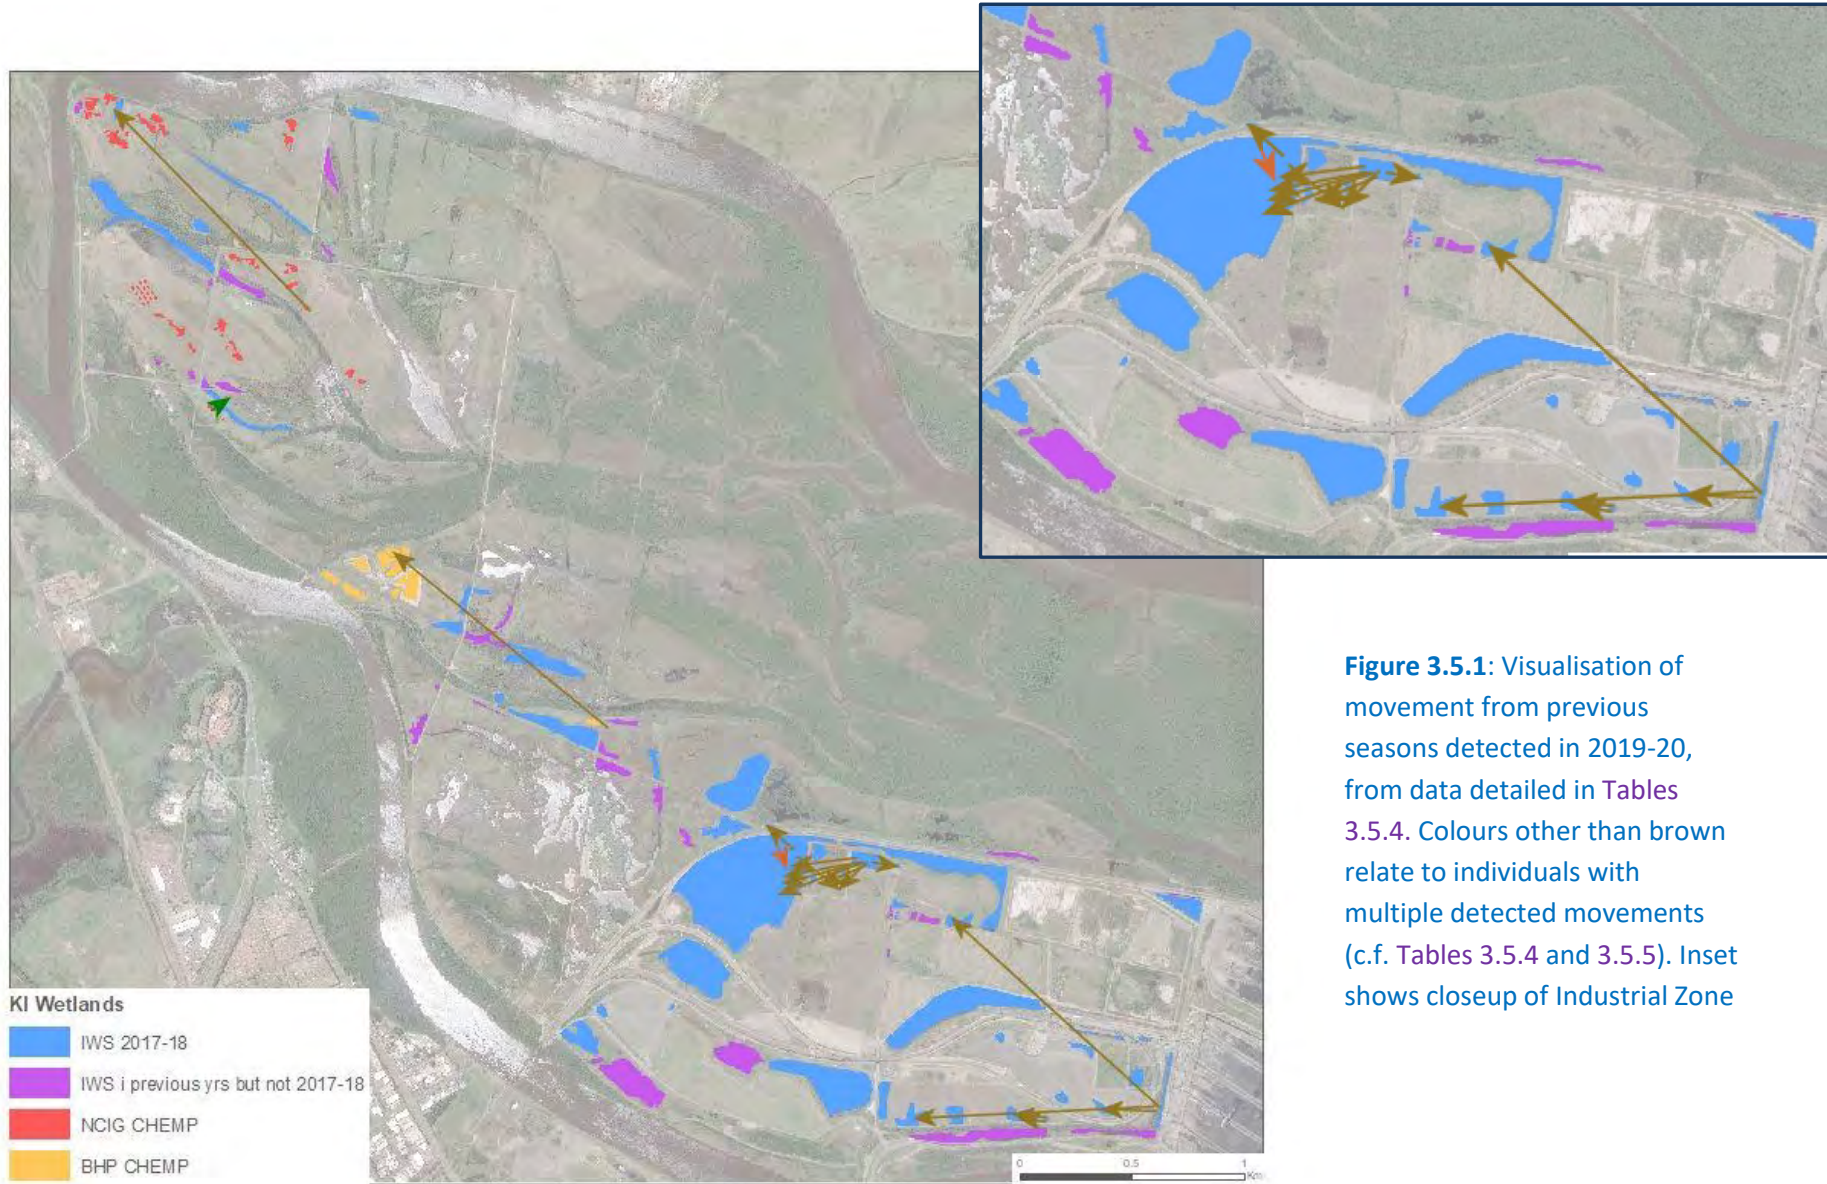 KI Wetlands
IWS 2017-18
IWS i previous yrs but not 2017-18
NCIG CHEMP
BHP CHEMP
0 0.5 1
Km
Figure 3.5.1: Visualisation of
movement from previous
seasons detected in 2019-20,
from data detailed in Tables
3.5.4. Colours other than brown
relate to individuals with
multiple detected movements
(c.f. Tables 3.5.4 and 3.5.5). Inset
shows closeup of Industrial Zone